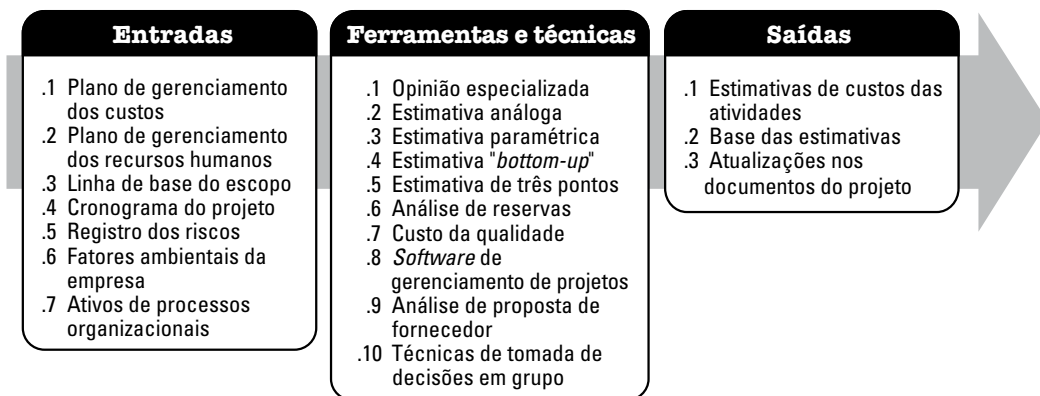 Entradas
.1 Plano de gerenciamento
dos custos
.2 Plano de gerenciamento
dos recursos humanos
.3 Linha de base do escopo
.4 Cronograma do projeto
.5 Registro dos riscos
.6 Fatores ambientais da
empresa
.7 Ativos de processos
organizacionais
Ferramentas e técnicas
.1 Opinião especializada
.2 Estimativa análoga
.3 Estimativa paramétrica
.4 Estimativa "bottom-up"
.5 Estimativa de três pontos
.6 Análise de reservas
.7 Custo da qualidade
.8 Software de
gerenciamento de projetos
.9 Análise de proposta de
fornecedor
.10 Técnicas de tomada de
decisões em grupo
Saídas
.1 Estimativas de custos das
atividades
.2 Base das estimativas
.3 Atualizações nos
documentos do projeto